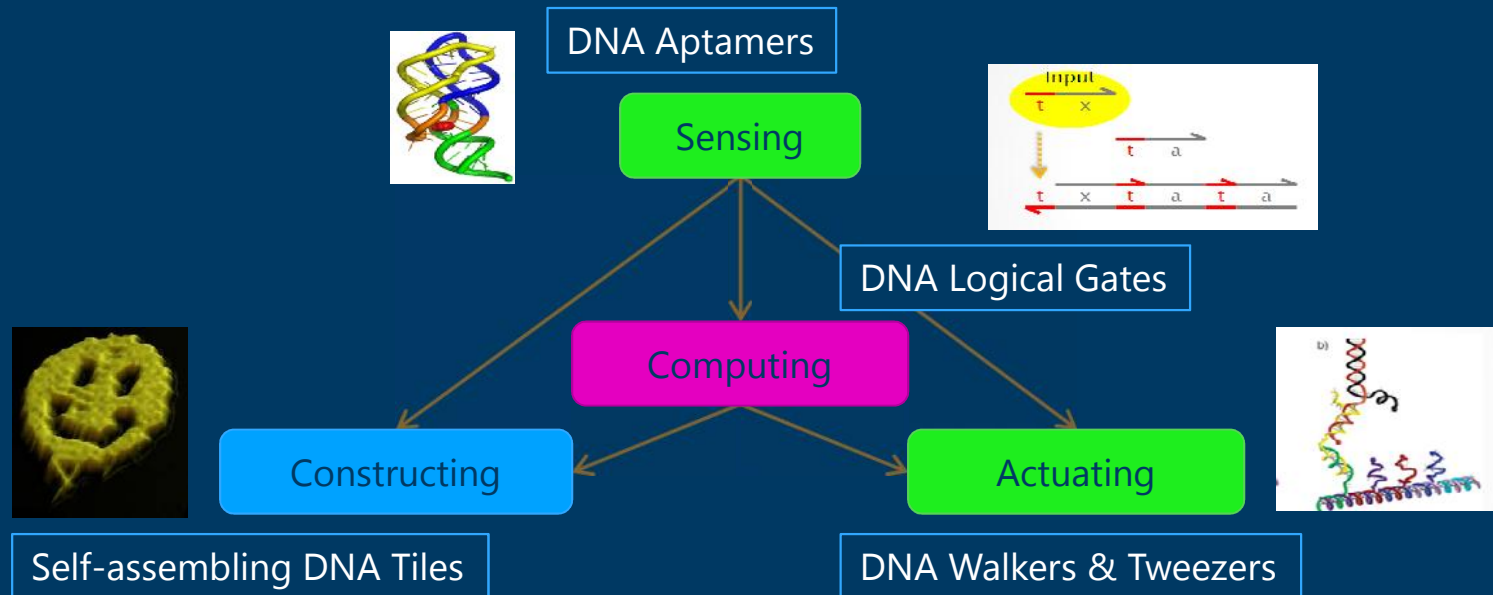 DNA Aptamers
Input
t x
Sensing
t a
t x t a t a
DNA Logical Gates
Computing
b)
Constructing
Actuating
Self-assembling DNA Tiles
DNA Walkers & Tweezers